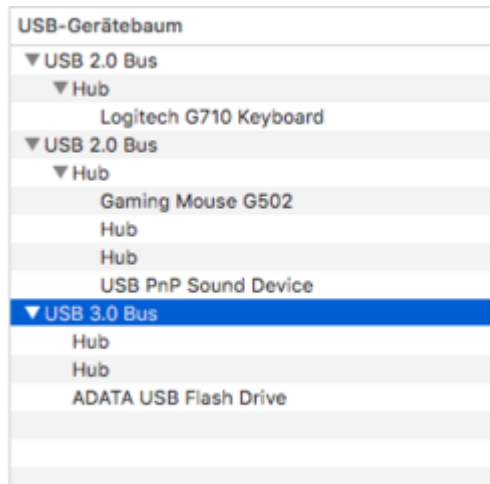 USB-Gerätebaum
USB 2.0 Bus
Hub
Logitech G710 Keyboard
USB 2.0 Bus
Hub
Gaming Mouse G502
Hub
Hub
USB PnP Sound Device
USB 3.0 Bus
Hub
Hub
ADATA USB Flash Drive